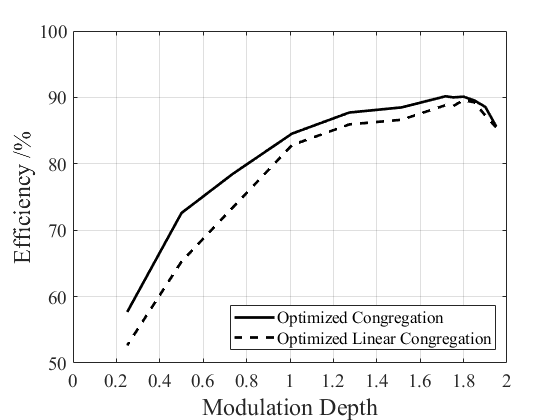 100
90
80
70
60
50
Efficiency /%
Optimized Congregation
Optimized Linear Congregation
0 0.2 0.4 0.6 0.8 1 1.2 1.4 1.6 1.8 2
Modulation Depth